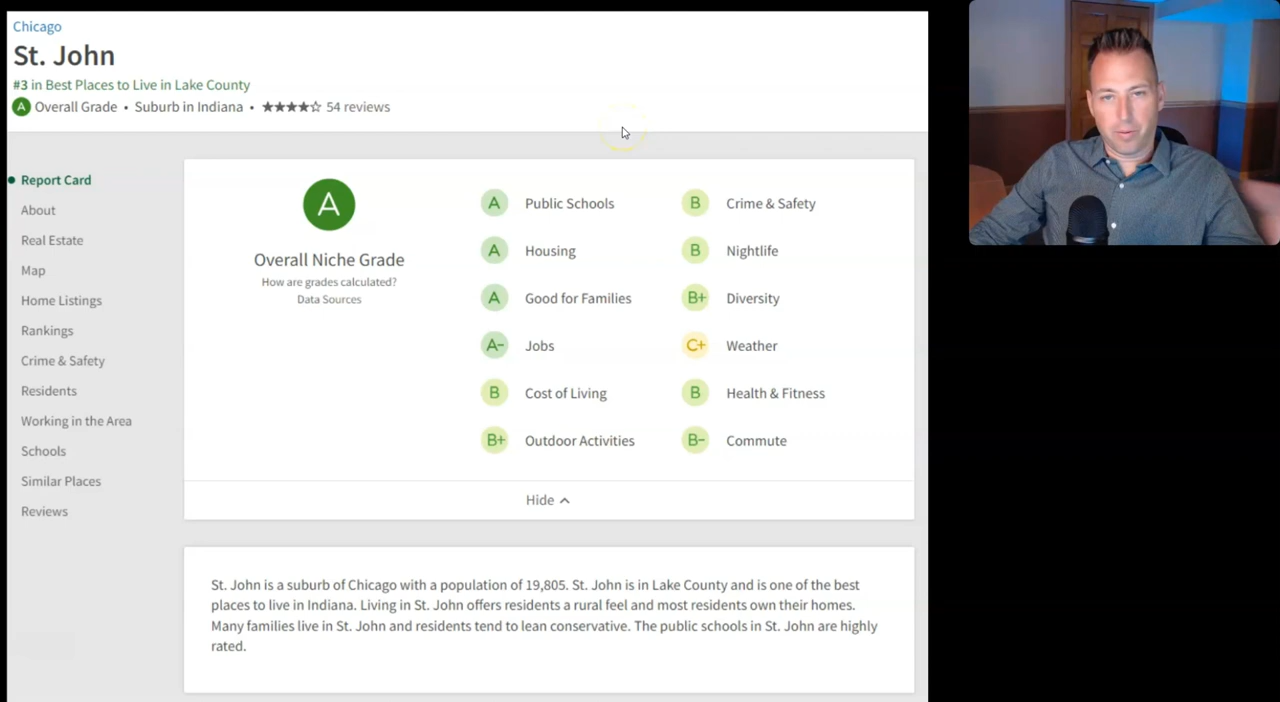 Chicago
St. John
#3 in Best Places to Live in Lake County
A Overall Grade • Suburb in Indiana • ★★★★☆ 54 reviews
Report Card
About
Real Estate
Map
Home Listings
Rankings
Crime & Safety
Residents
Working in the Area
Schools
Similar Places
Reviews
A
Overall Niche Grade
How are grades calculated?
Data Sources
A Public Schools
A Housing
A Good for Families
A- Jobs
B Cost of Living
B+ Outdoor Activities
B Crime & Safety
B Nightlife
B+ Diversity
C+ Weather
B Health & Fitness
B- Commute
Hide
St. John is a suburb of Chicago with a population of 19,805. St. John is in Lake County and is one of the best
places to live in Indiana. Living in St. John offers residents a rural feel and most residents own their homes.
Many families live in St. John and residents tend to lean conservative. The public schools in St. John are highly
rated.